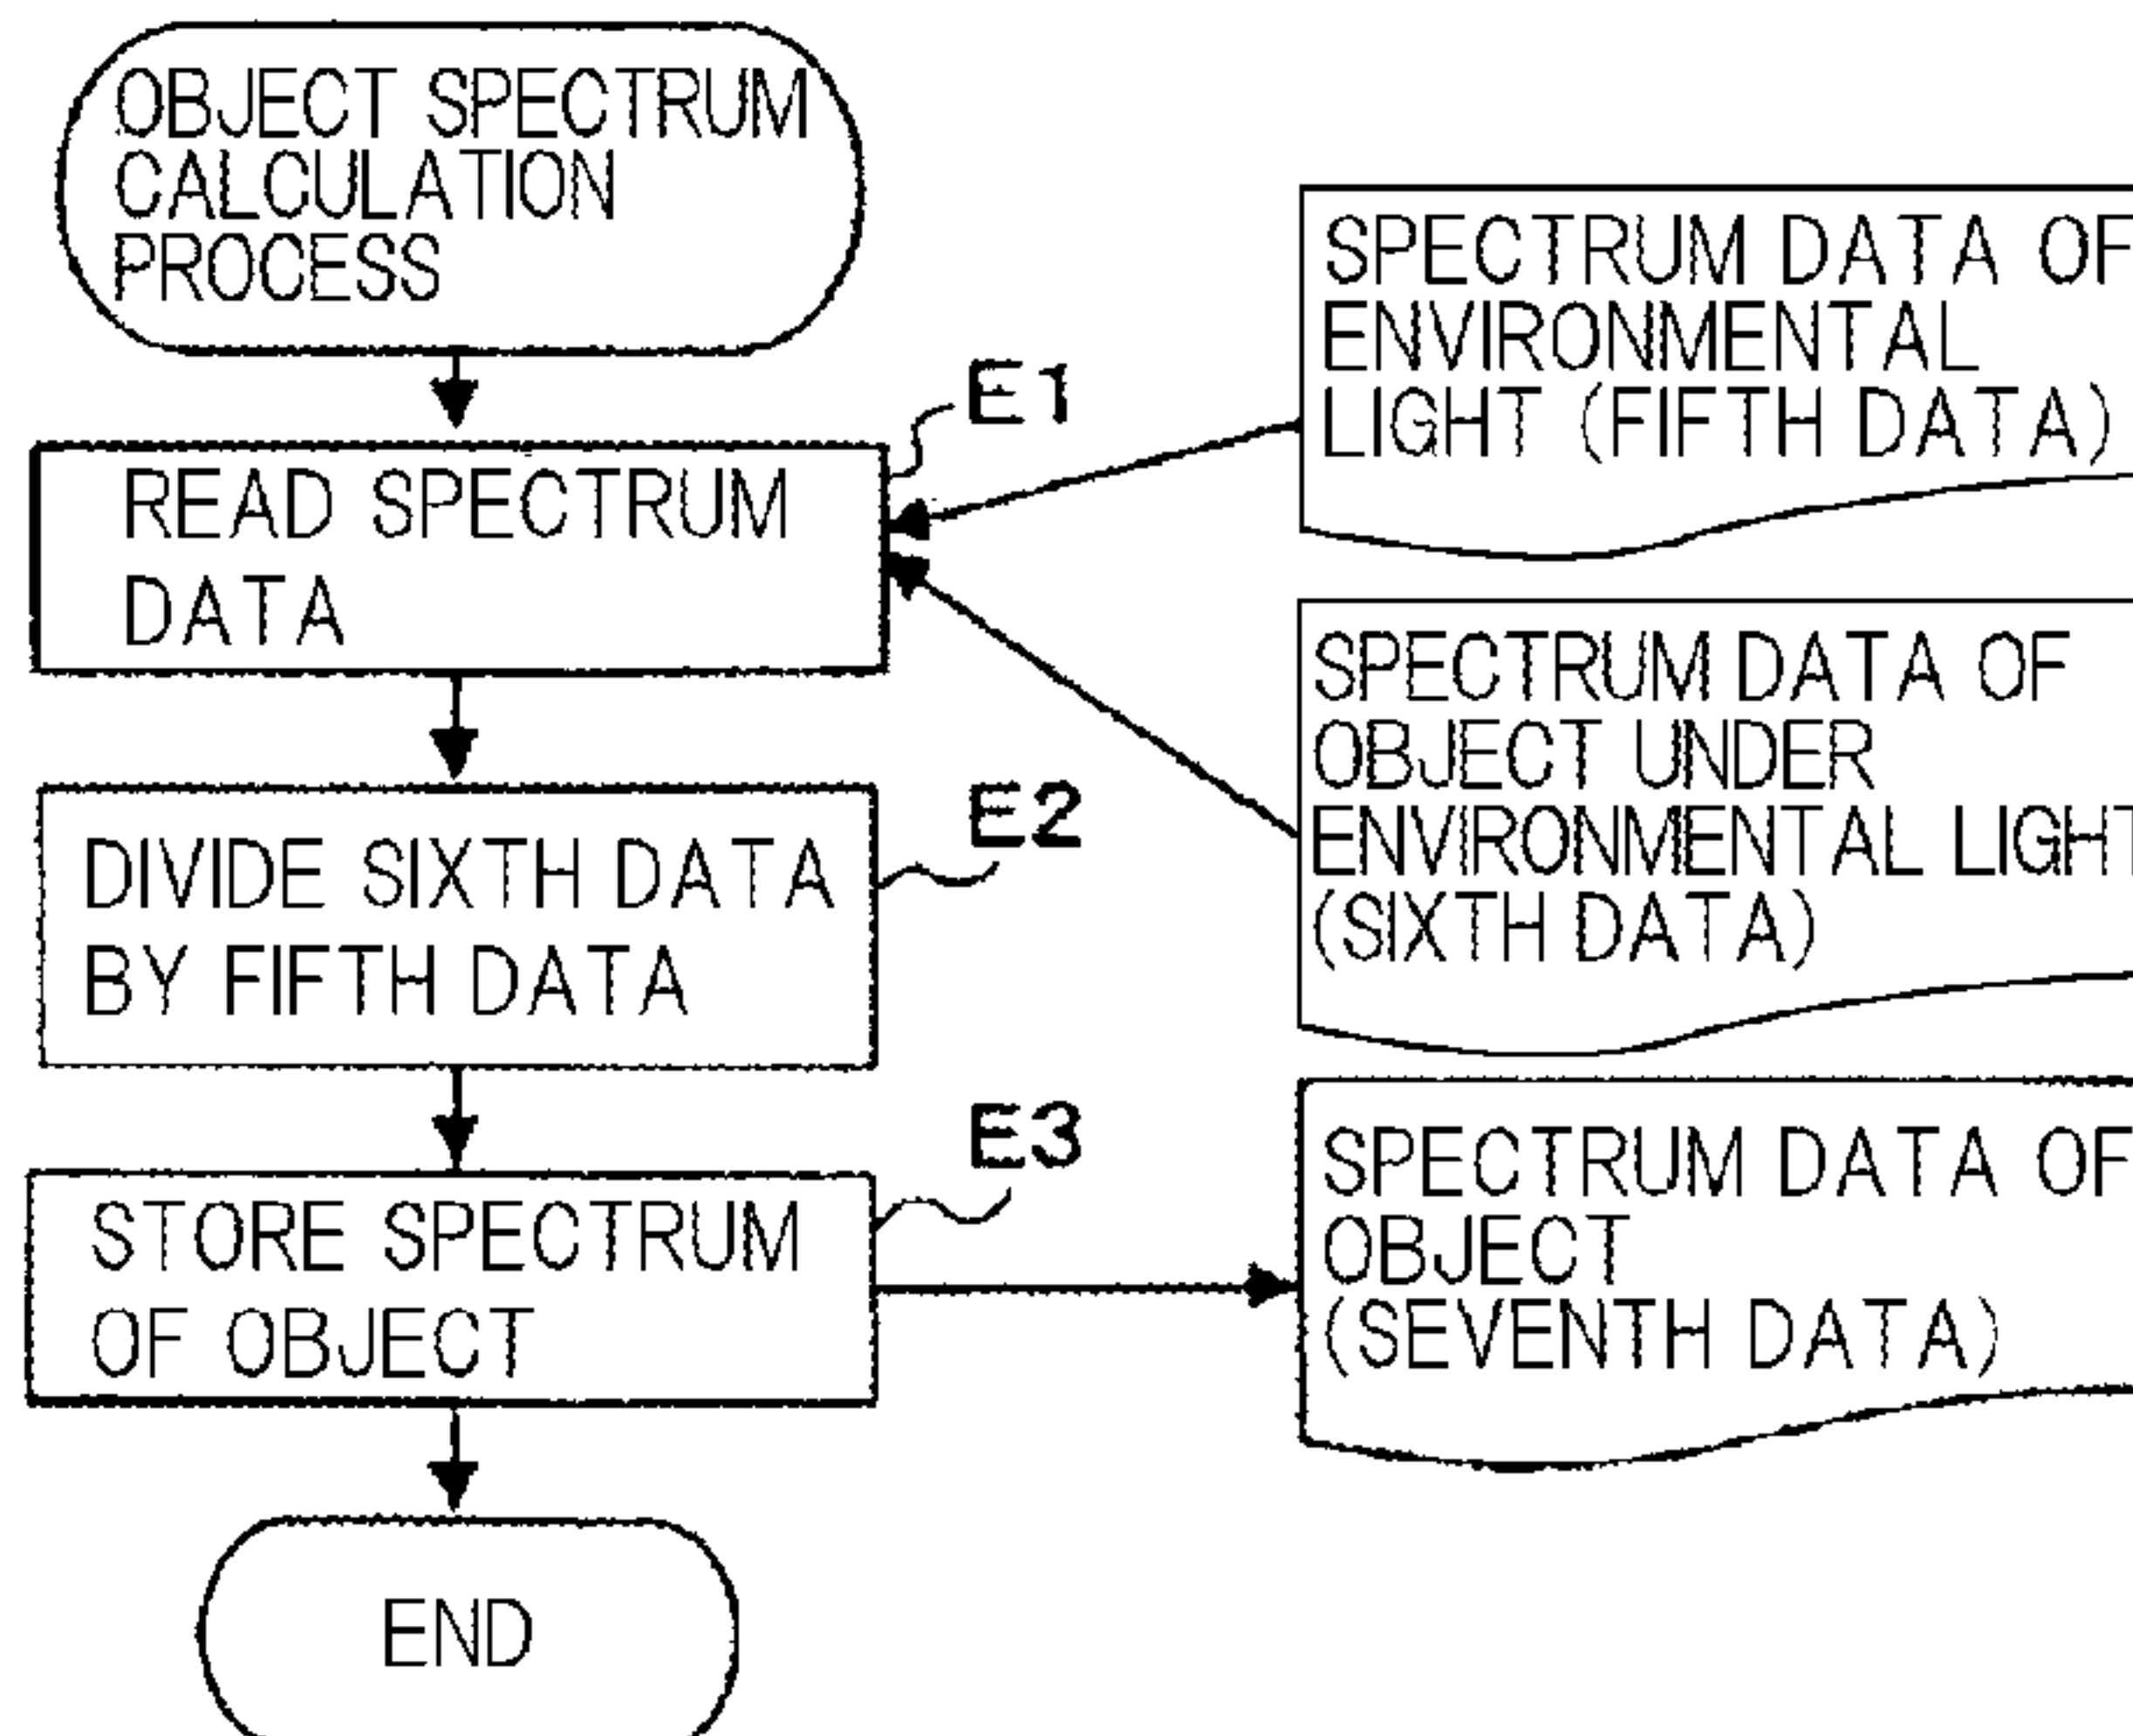 OBJECT SPECTRUM
CALCULATION
PROCESS
E1
READ SPECTRUM
DATA
SPECTRUM DATA OF
ENVIRONMENTAL
LIGHT (FIFTH DATA)
SPECTRUM DATA OF
OBJECT UNDER
ENVIRONMENTAL LIGHT
(SIXTH DATA)
E2
DIVIDE SIXTH DATA
BY FIFTH DATA
E3
STORE SPECTRUM
OF OBJECT
SPECTRUM DATA OF
OBJECT
(SEVENTH DATA)
END